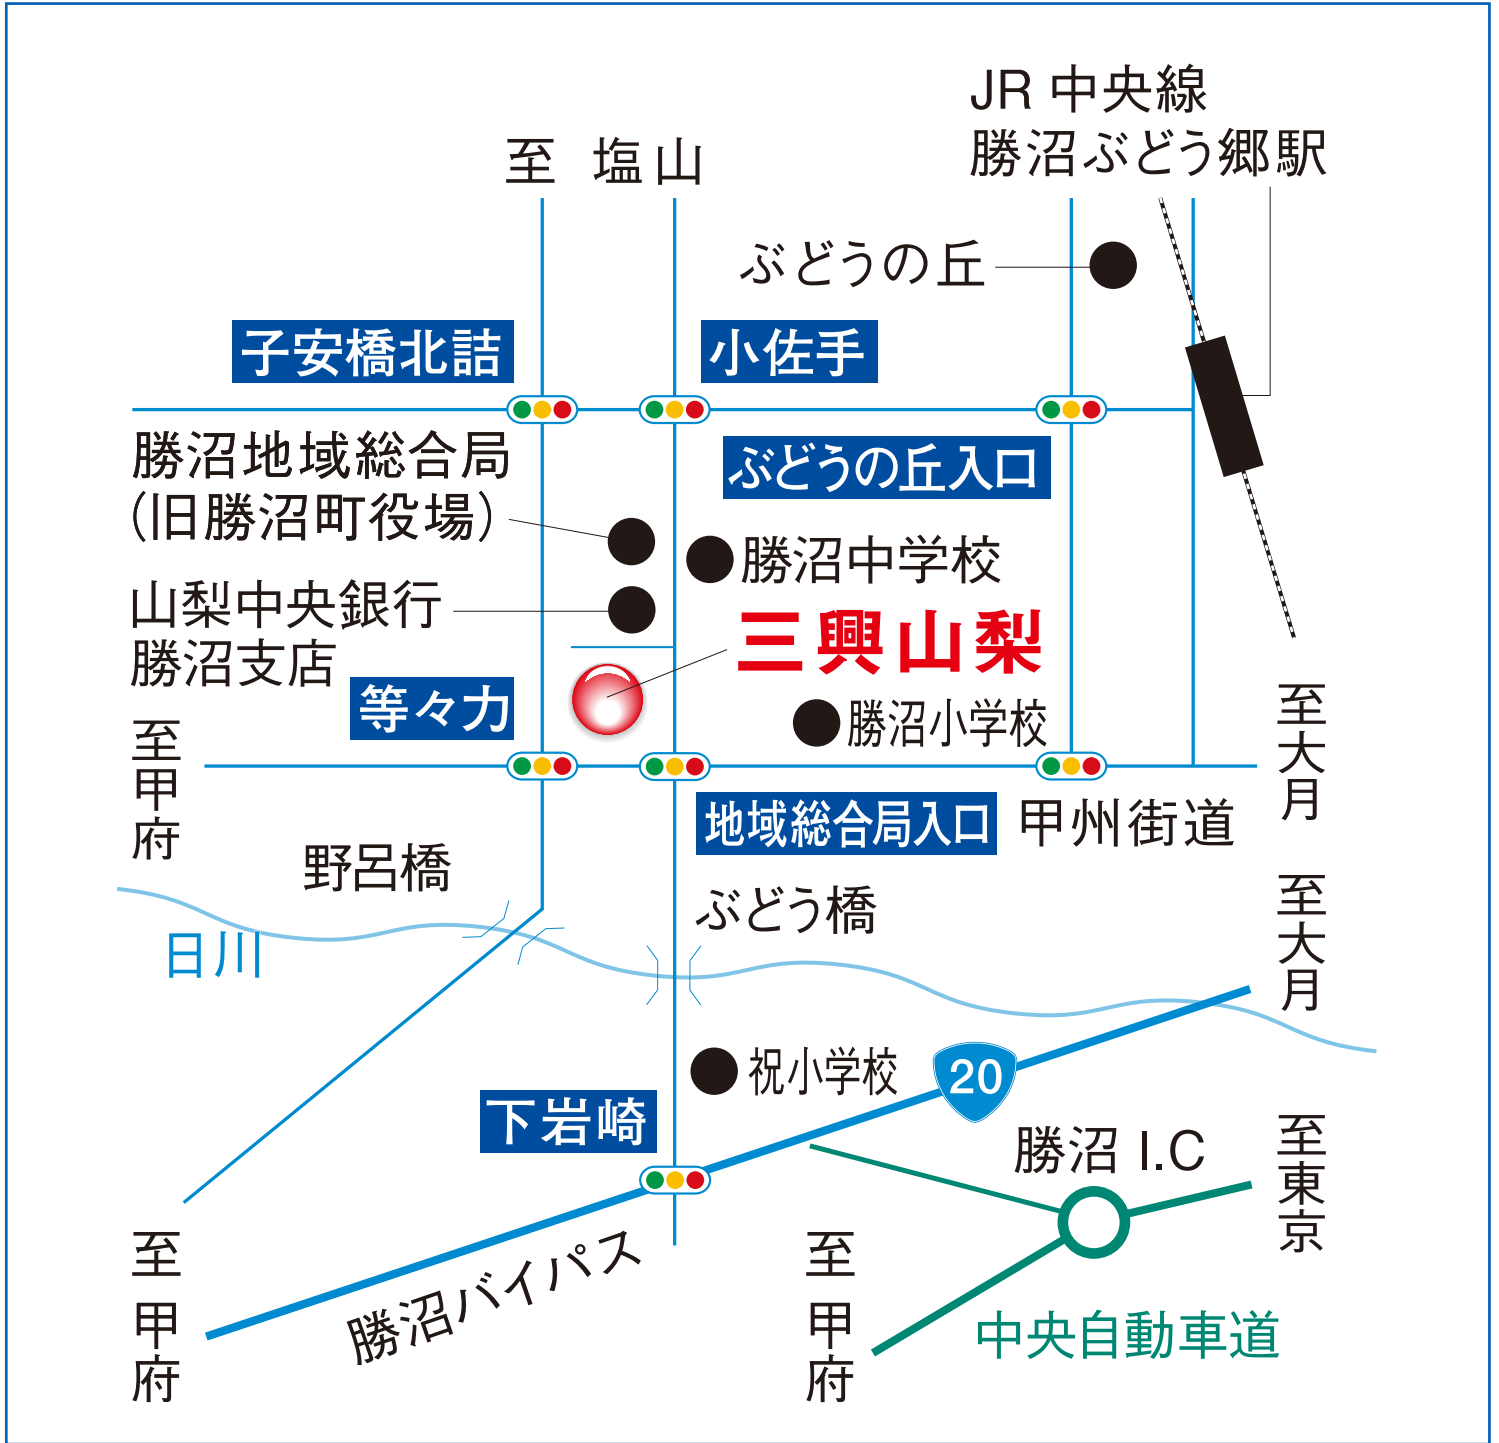 JR 中央線
勝沼ぶどう郷駅
至 塩山
ぶどうの丘
子安橋北詰
小佐手
勝沼地域総合局
(旧勝沼町役場)
ぶどうの丘入口
勝沼中学校
山梨中央銀行
勝沼支店
三興山梨
等々力
勝沼小学校
至甲府
至大月
地域総合局入口
甲州街道
野呂橋
ぶどう橋
至大月
日川
祝小学校
20
下岩崎
勝沼 I.C
至東京
至甲府
勝沼バイパス
至甲府
中央自動車道